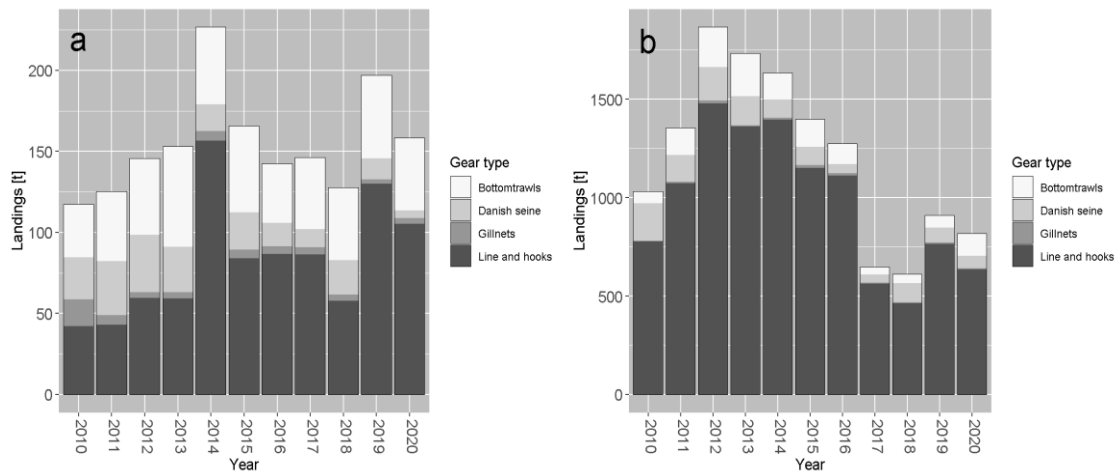 a
Landings [t]
200
150
100
50
0
2010
2011
2012
2013
2014
2015
2016
2017
2018
2019
2020
Year
Gear type
Bottomtrawls
Danish seine
Gillnets
Line and hooks
b
Landings [t]
1500
1000
500
0
2010
2011
2012
2013
2014
2015
2016
2017
2018
2019
2020
Year
Gear type
Bottomtrawls
Danish seine
Gillnets
Line and hooks